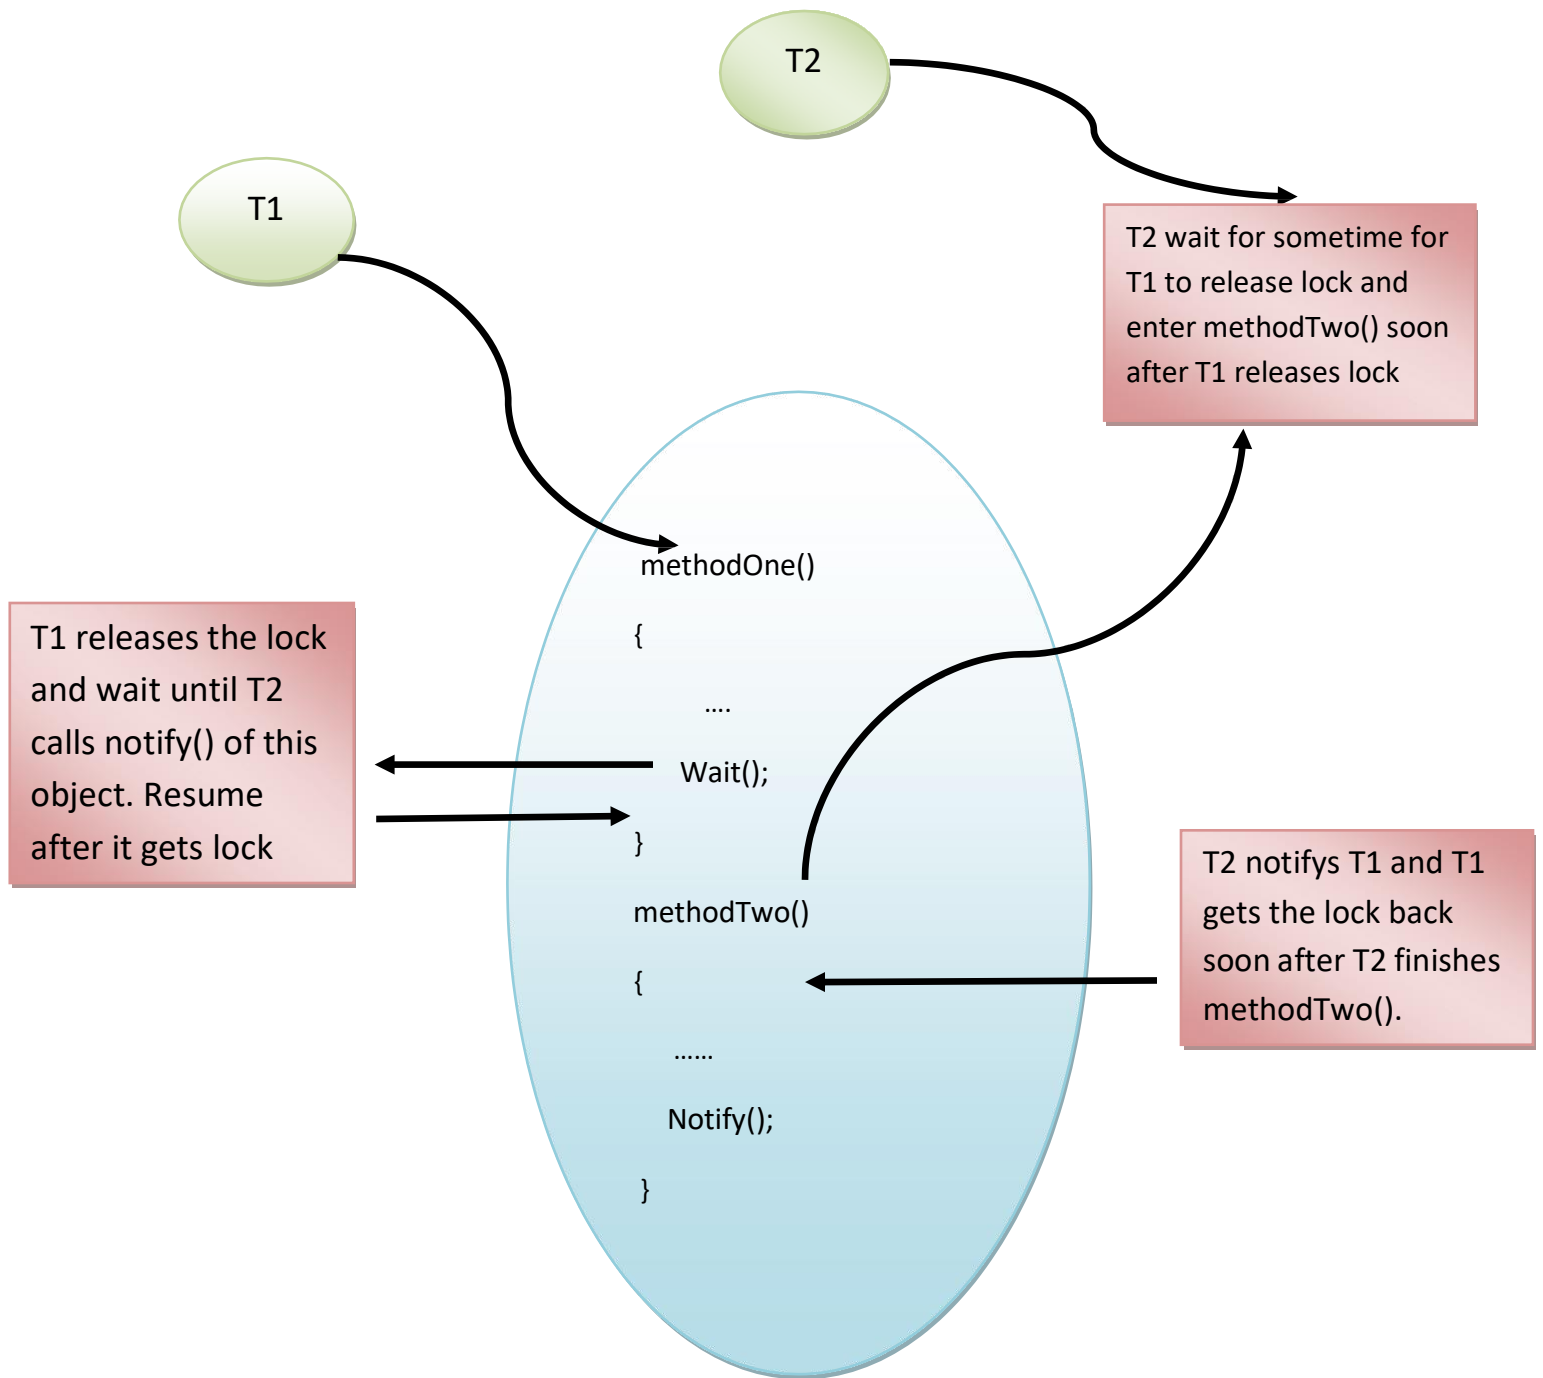 T2
T1
T2 wait for sometime for
T1 to release lock and
enter methodTwo() soon
after T1 releases lock
methodOne()
{
....
Wait();
}
T1 releases the lock
and wait until T2
calls notify() of this
object. Resume
after it gets lock
methodTwo()
{
......
Notify();
}
T2 notifys T1 and T1
gets the lock back
soon after T2 finishes
methodTwo().